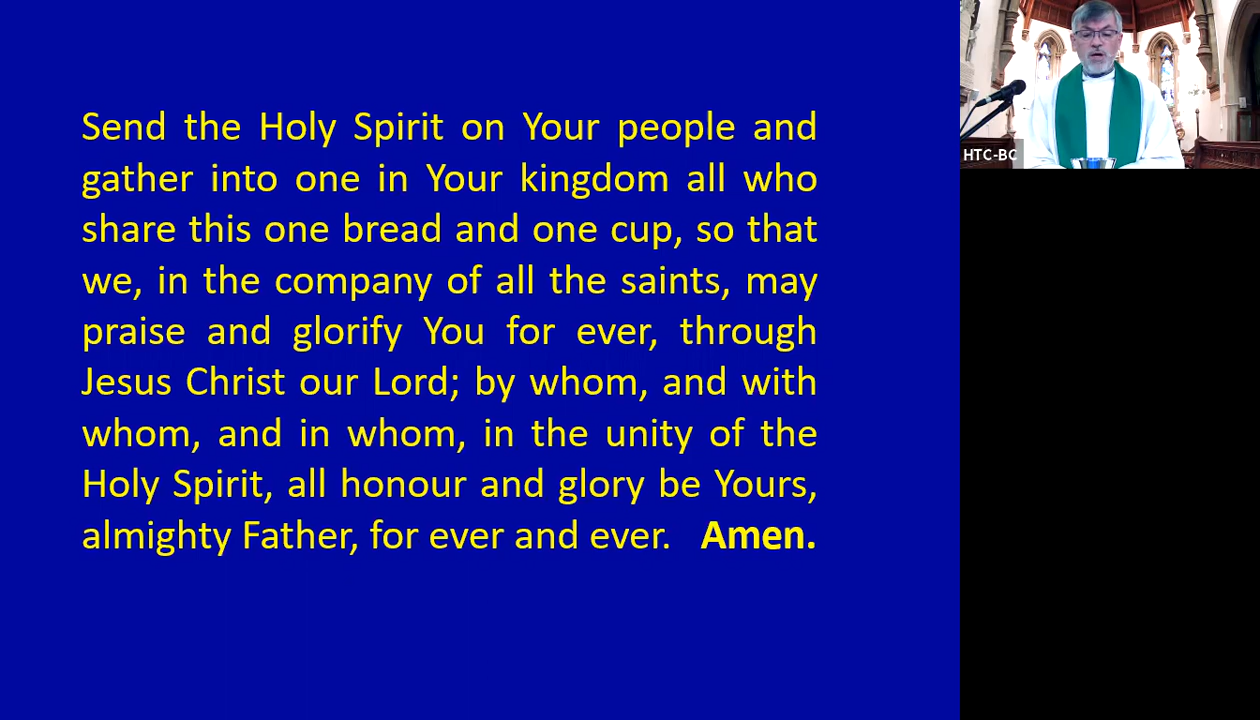 Send the Holy Spirit on Your people and
gather into one in Your kingdom all who
share this one bread and one cup, so that
we, in the company of all the saints, may
praise and glorify You for ever, through
Jesus Christ our Lord; by whom, and with
whom, and in whom, in the unity of the
Holy Spirit, all honour and glory be Yours,
almighty Father, for ever and ever. Amen.
HTC-BC